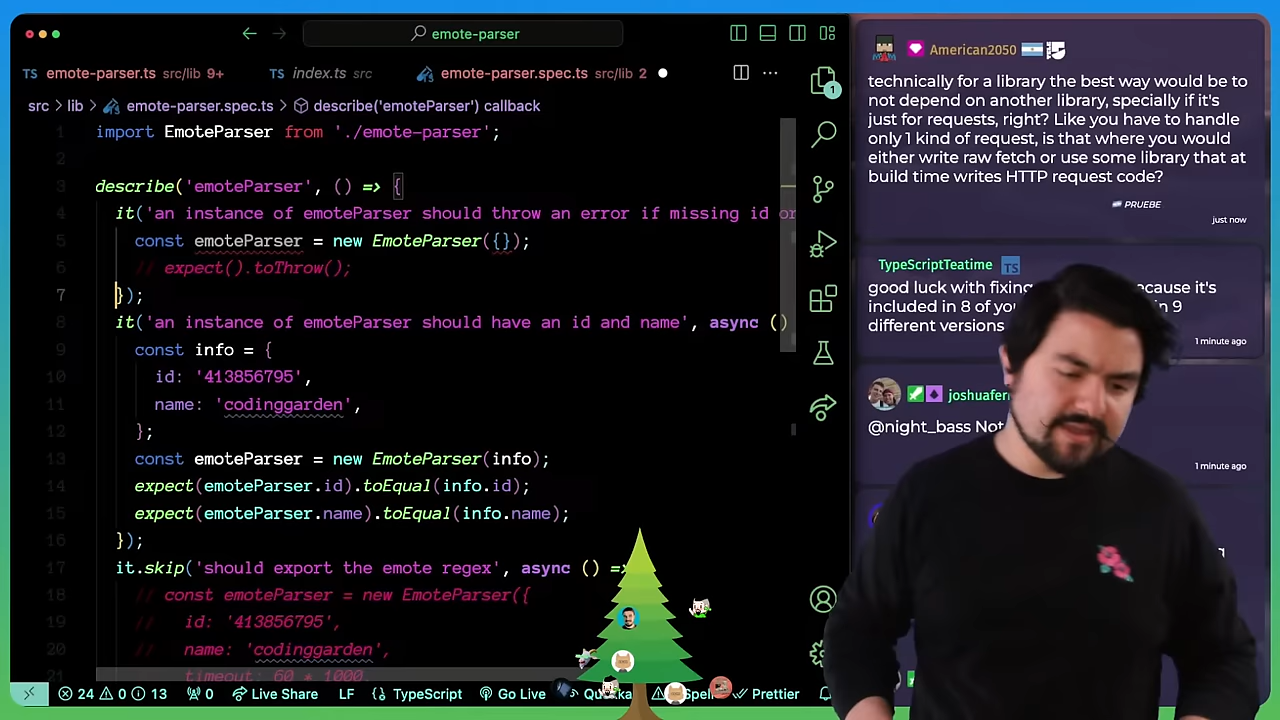 emote-parser
TS emote-parser.ts src/lib 9+
TS index.ts src
emote-parser.spec.ts src/lib 2
src > lib > emote-parser.spec.ts > describe('emoteParser') callback
1 import EmoteParser from './emote-parser';
2
3 describe('emoteParser', () => {
4 it('an instance of emoteParser should throw an error if missing id or
5 const emoteParser = new EmoteParser({});
6 // expect().toThrow();
7 });
8 it('an instance of emoteParser should have an id and name', async ()
9 const info = {
10 id: '413856795',
11 name: 'codinggarden',
12 };
13 const emoteParser = new EmoteParser(info);
14 expect(emoteParser.id).toEqual(info.id);
15 expect(emoteParser.name).toEqual(info.name);
16 });
17 it.skip('should export the emote regex', async () =>
18 // const emoteParser = new EmoteParser({
19 // id: '413856795',
20 // name: 'codinggarden',
21 // timeout: 60 * 1000,
24 0 13 0 Live Share LF {} TypeScript Go Live Prettier
1
American2050
technically for a library the best way would be to
not depend on another library, specially if it's
just for requests, right? Like you have to handle
only 1 kind of request, is that where you would
either write raw fetch or use some library that at
build time writes HTTP request code?
PRUEBE
just now
TypeScriptTeatime TS
good luck with fixing ecause it's
included in 8 of you n 9
different versions
1 minute ago
joshuafer
@night_bass Not
1 minute ago